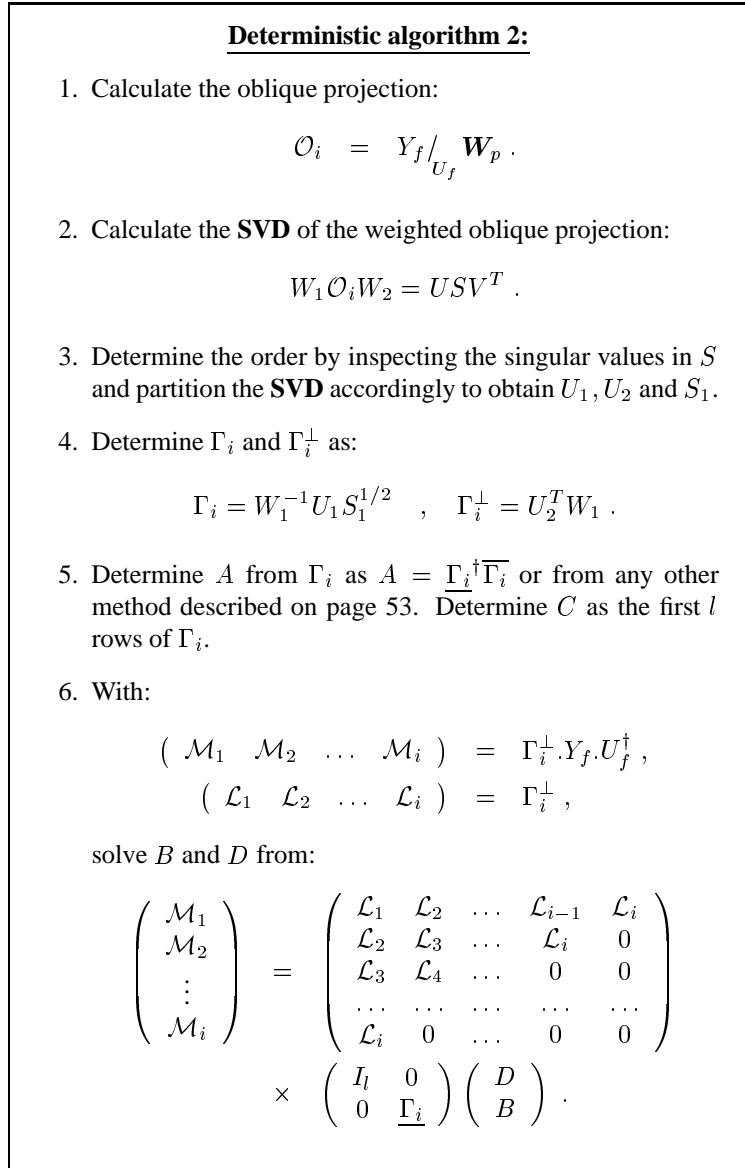 Deterministic algorithm 2:
1. Calculate the oblique projection:
𝒪_i = Y_f /_{U_f} W_p .
2. Calculate the SVD of the weighted oblique projection:
W_1 𝒪_i W_2 = U S V^T .
3. Determine the order by inspecting the singular values in S
and partition the SVD accordingly to obtain U_1, U_2 and S_1.
4. Determine Γ_i and Γ_i^⊥ as:
Γ_i = W_1^{-1} U_1 S_1^{1/2} , Γ_i^⊥ = U_2^T W_1 .
5. Determine A from Γ_i as A = \underline{Γ_i}^† \overline{Γ_i} or from any other
method described on page 53. Determine C as the first l
rows of Γ_i.
6. With:
( ℳ_1 ℳ_2 … ℳ_i ) = Γ_i^⊥ . Y_f . U_f^† ,
( ℒ_1 ℒ_2 … ℒ_i ) = Γ_i^⊥ ,
solve B and D from:
( ℳ_1 ; ℳ_2 ; ⋮ ; ℳ_i ) = ( ℒ_1 ℒ_2 … ℒ_{i-1} ℒ_i ; ℒ_2 ℒ_3 … ℒ_i 0 ; ℒ_3 ℒ_4 … 0 0 ; … … … … … ; ℒ_i 0 … 0 0 )
× ( I_l 0 ; 0 \underline{Γ_i} ) ( D ; B ) .